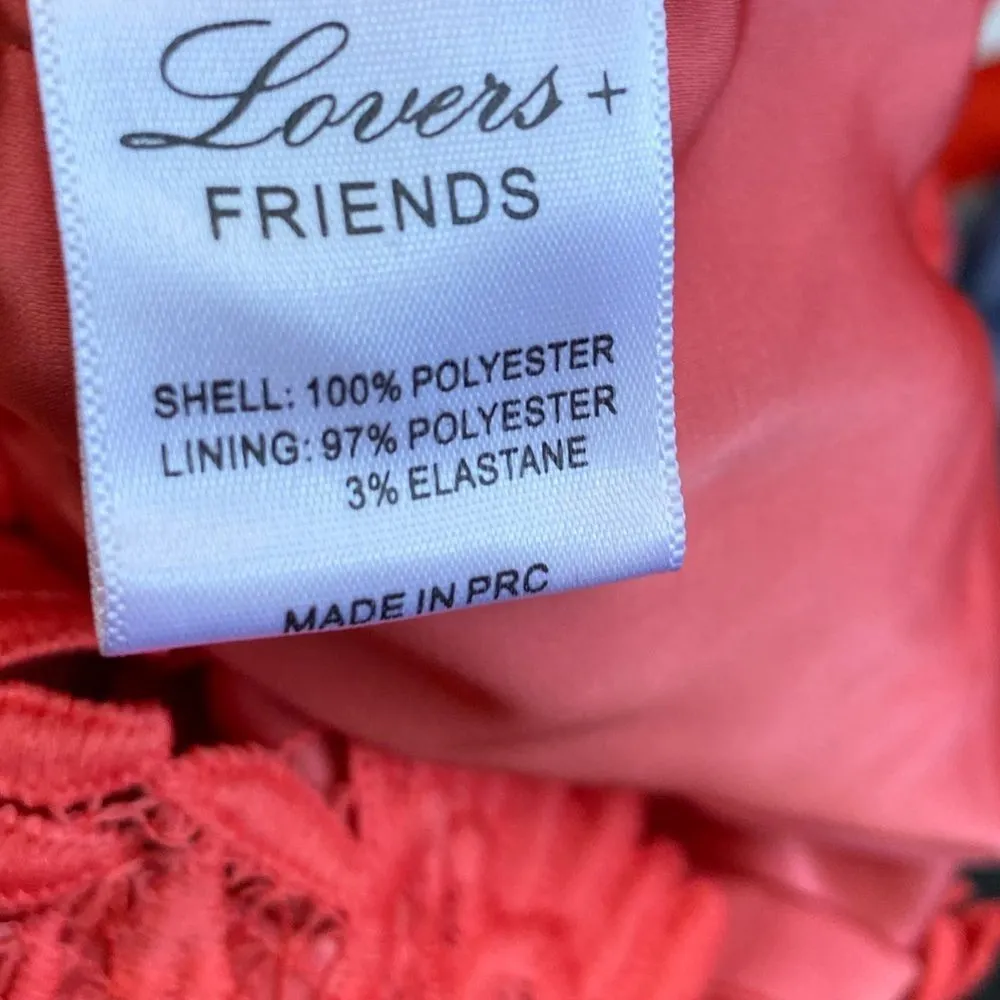 Lovers +
FRIENDS
SHELL: 100% POLYESTER
LINING: 97% POLYESTER
3% ELASTANE
MADE IN PRC